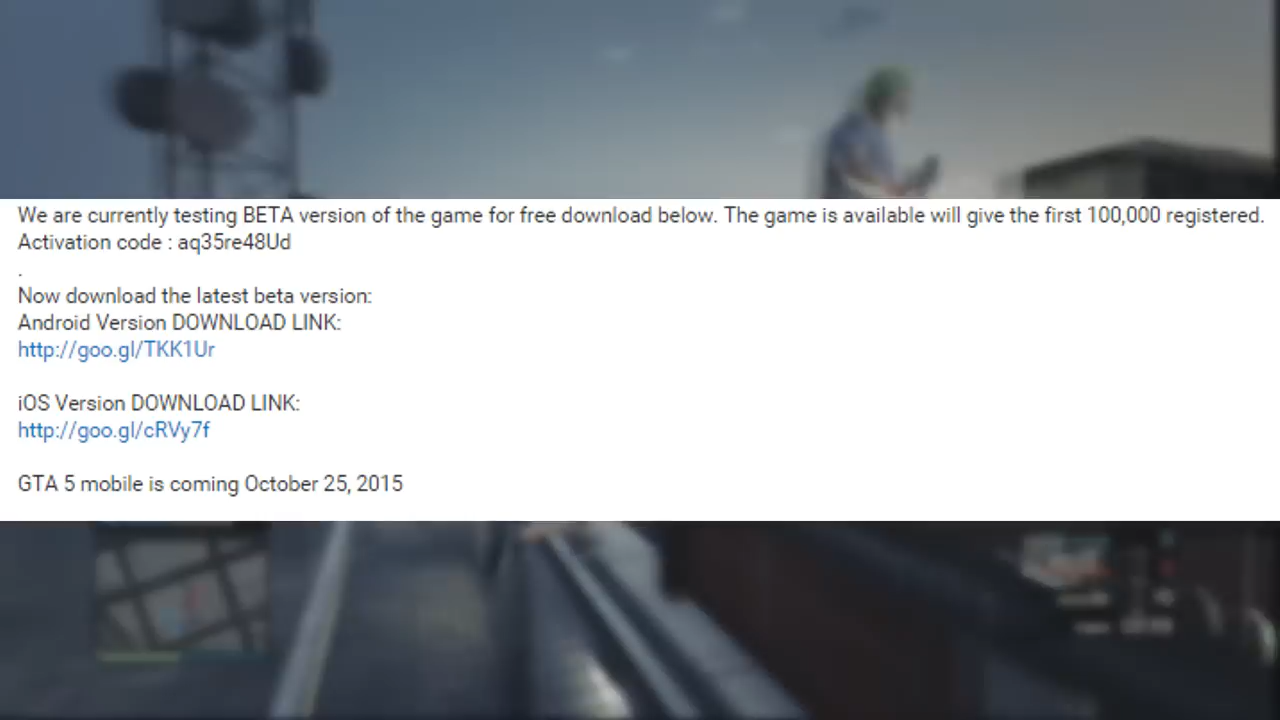 We are currently testing BETA version of the game for free download below. The game is available will give the first 100,000 registered.
Activation code : aq35re48Ud
.
Now download the latest beta version:
Android Version DOWNLOAD LINK:
http://goo.gl/TKK1Ur
iOS Version DOWNLOAD LINK:
http://goo.gl/cRVy7f
GTA 5 mobile is coming October 25, 2015